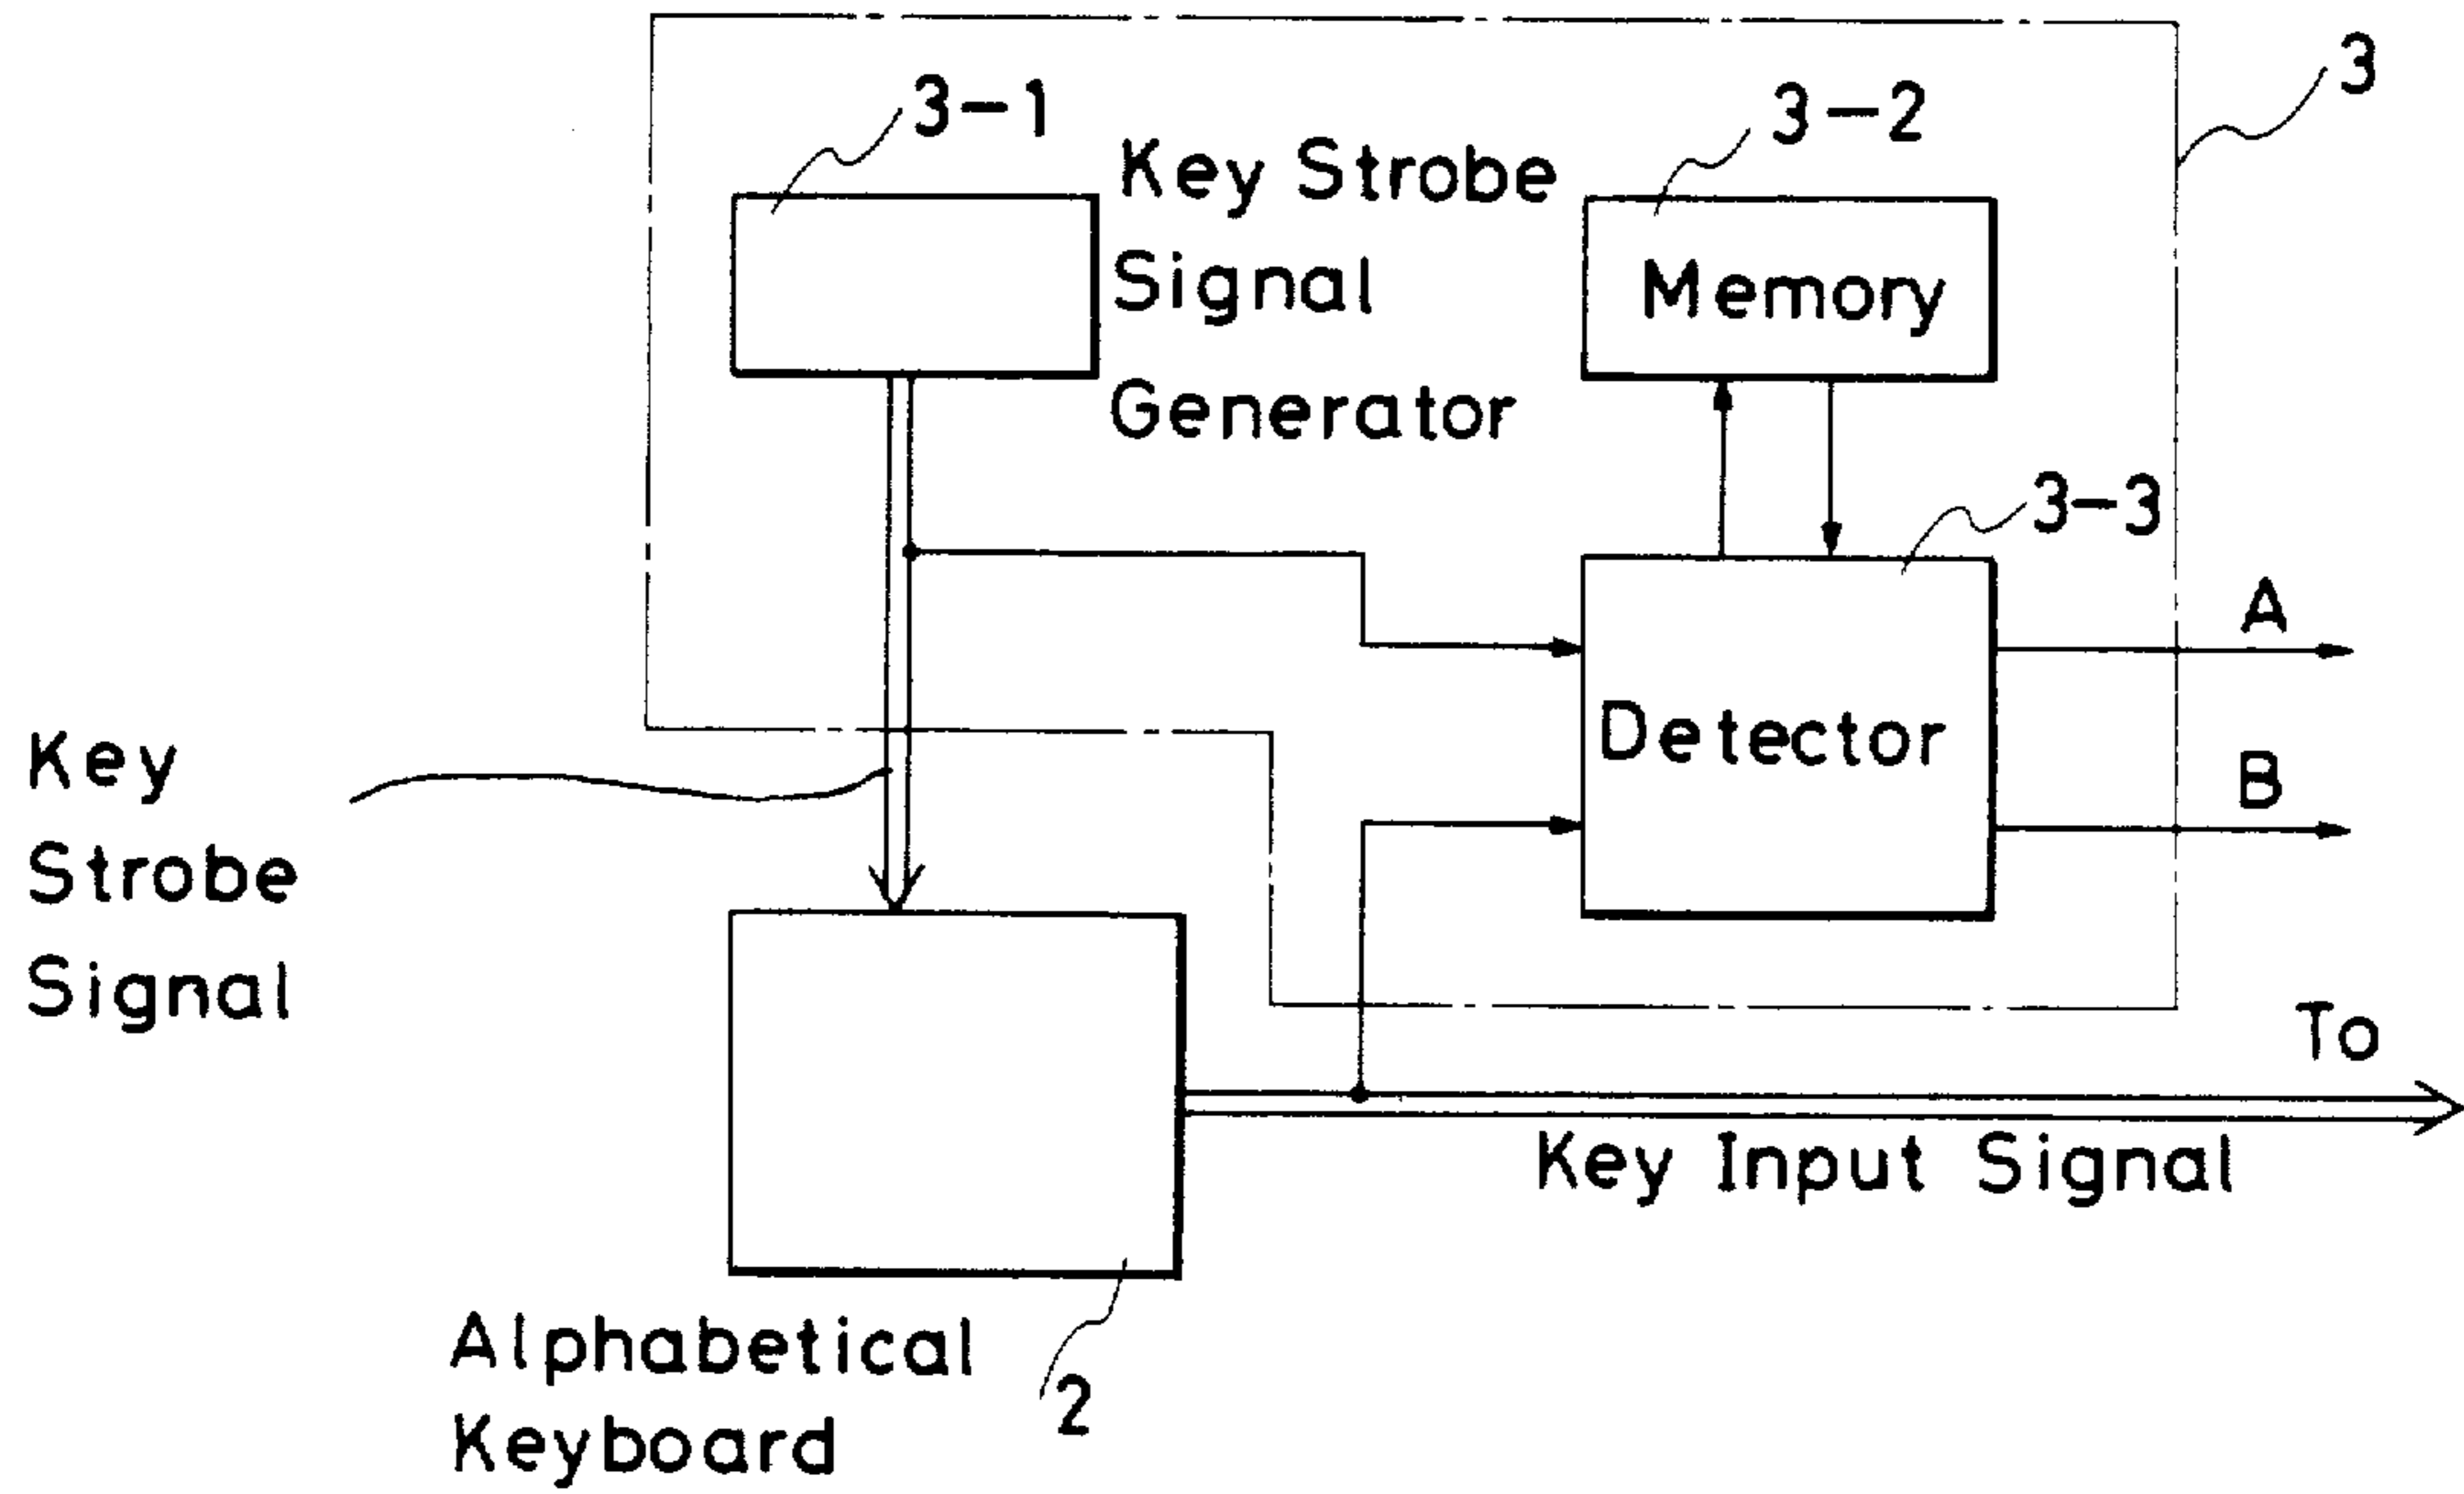 3
3-1
3-2
Key Strobe
Signal
Generator
Memory
3-3
A
Detector
Key
Strobe
Signal
B
To
Key Input Signal
Alphabetical
Keyboard
2